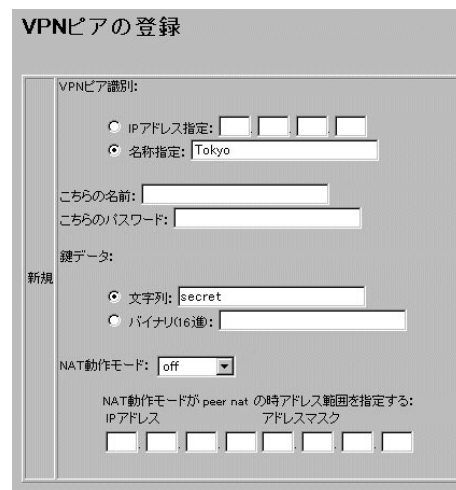 VPNピアの登録
VPNピア識別:
IPアドレス指定: . . .
名称指定: Tokyo
こちらの名前:
こちらのパスワード:
鍵データ:
新規
文字列: secret
バイナリ(16進):
NAT動作モード: off
NAT動作モードが peer nat の時アドレス範囲を指定する:
IPアドレス アドレスマスク
. . . . . . .